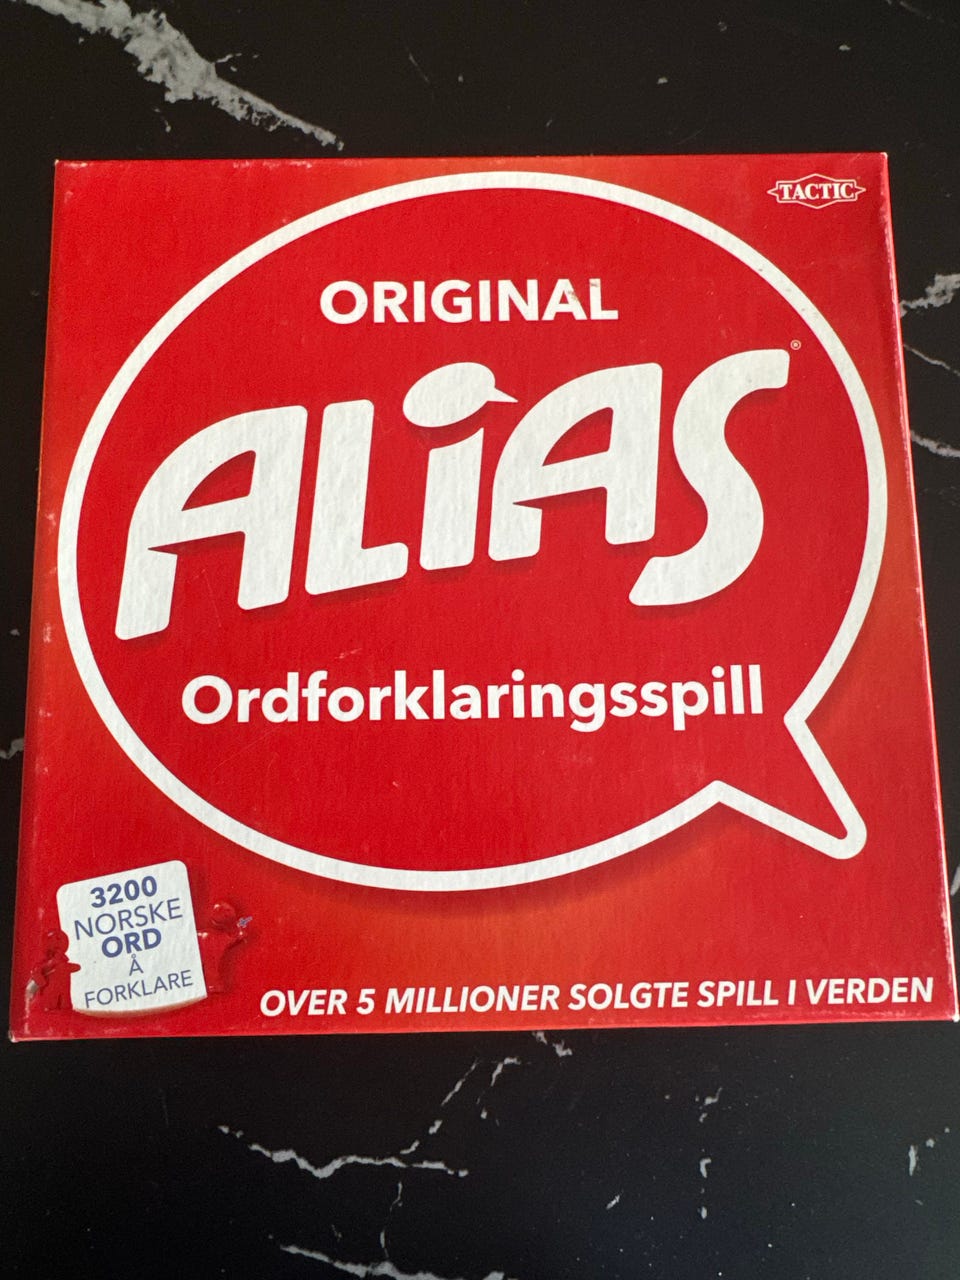 TACTIC
ORIGINAL
ALiAS®
Ordforklaringsspill
3200
NORSKE
ORD
Å
FORKLARE
OVER 5 MILLIONER SOLGTE SPILL I VERDEN